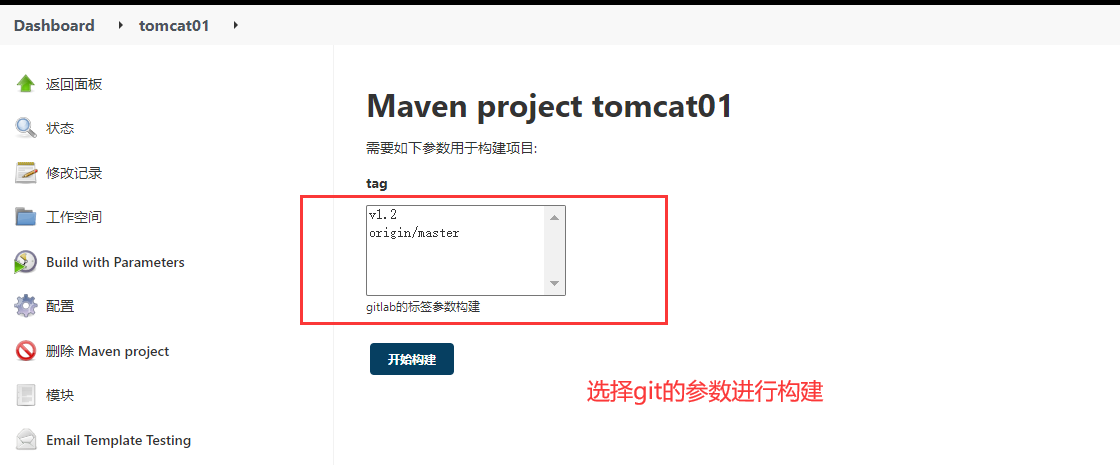 Dashboard
tomcat01
返回面板
状态
修改记录
工作空间
Build with Parameters
配置
删除 Maven project
模块
Email Template Testing
Maven project tomcat01
需要如下参数用于构建项目:
tag
v1.2
origin/master
gitlab的标签参数构建
开始构建
选择git的参数进行构建